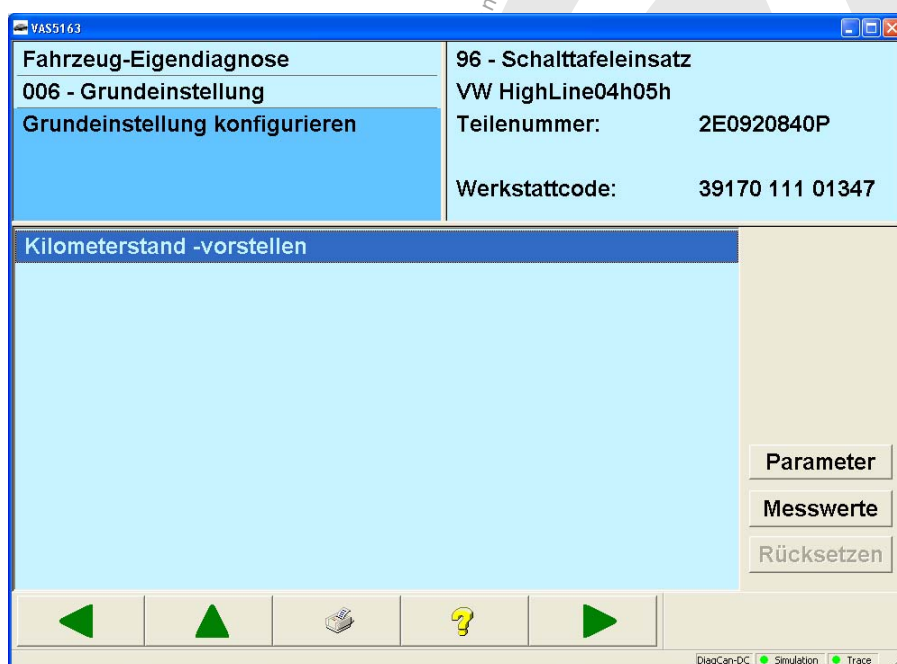 VAS5163
Fahrzeug-Eigendiagnose
006 - Grundeinstellung
Grundeinstellung konfigurieren
96 - Schalttafeleinsatz
VW HighLine04h05h
Teilenummer: 2E0920840P
Werkstattcode: 39170 111 01347
Kilometerstand -vorstellen
Parameter
Messwerte
Rücksetzen
DiagCan-DC Simulation Trace